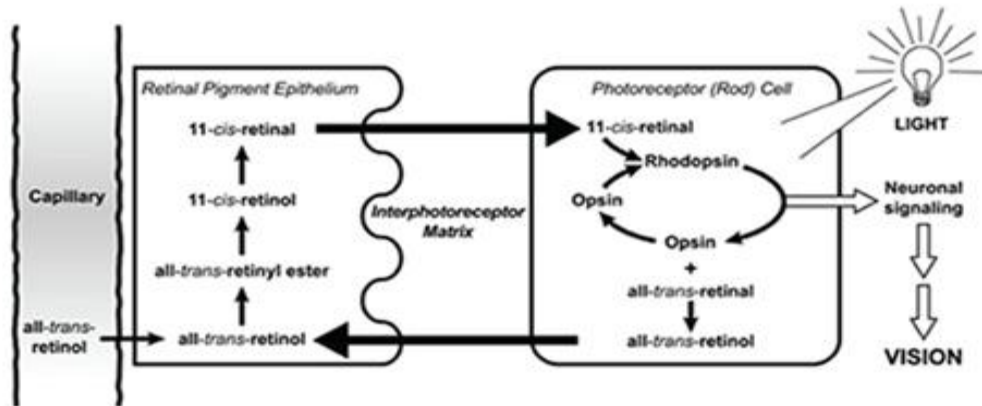 Retinal Pigment Epithelium
11-cis-retinal
11-cis-retinol
all-trans-retinyl ester
all-trans-retinol
Capillary
all-trans-
retinol
Interphotoreceptor
Matrix
Photoreceptor (Rod) Cell
11-cis-retinal
Rhodopsin
Opsin
Opsin
+
all-trans-retinal
all-trans-retinol
LIGHT
Neuronal
signaling
VISION